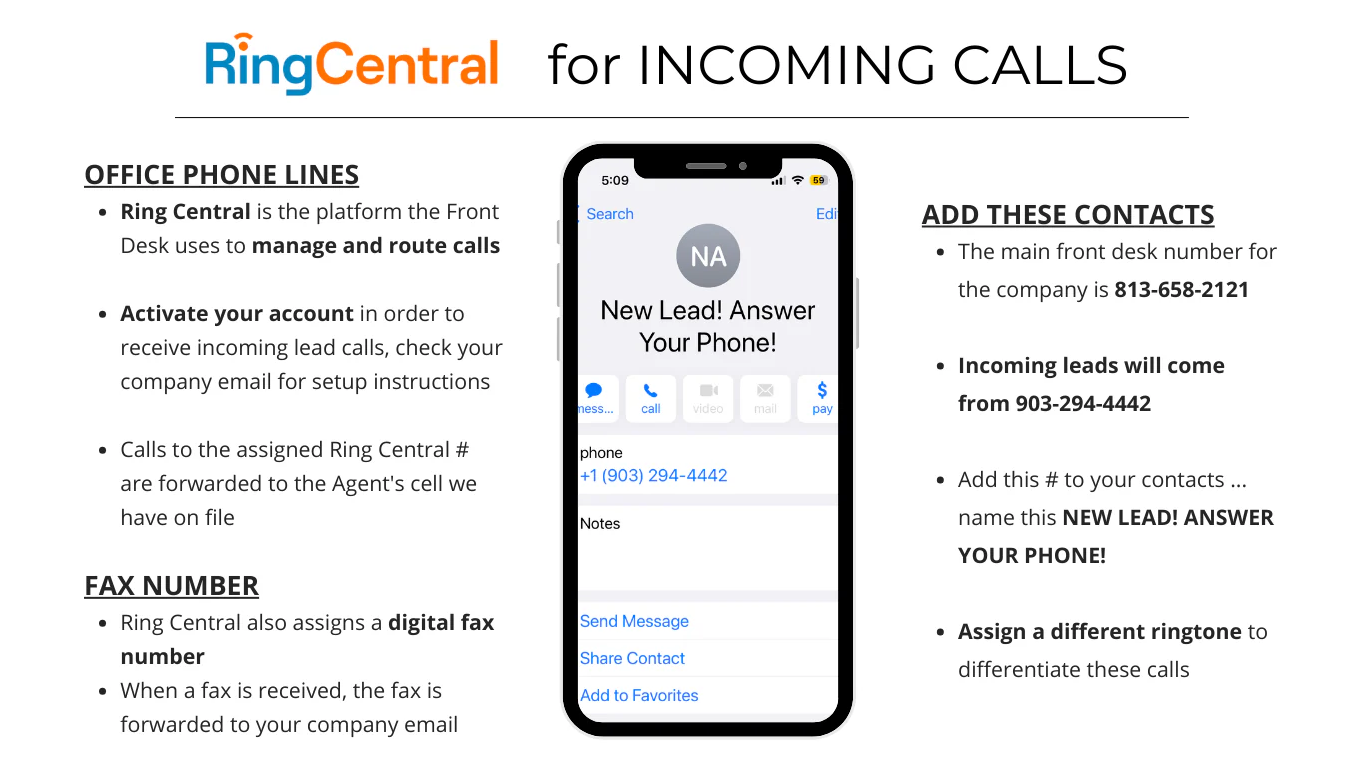 RingCentral for INCOMING CALLS
OFFICE PHONE LINES
• Ring Central is the platform the Front
Desk uses to manage and route calls
• Activate your account in order to
receive incoming lead calls, check your
company email for setup instructions
• Calls to the assigned Ring Central #
are forwarded to the Agent's cell we
have on file
FAX NUMBER
• Ring Central also assigns a digital fax
number
• When a fax is received, the fax is
forwarded to your company email
5:09
59
Search
Edi
NA
New Lead! Answer
Your Phone!
mess...
call
video
mail
pay
phone
+1 (903) 294-4442
Notes
Send Message
Share Contact
Add to Favorites
ADD THESE CONTACTS
• The main front desk number for
the company is 813-658-2121
• Incoming leads will come
from 903-294-4442
• Add this # to your contacts ...
name this NEW LEAD! ANSWER
YOUR PHONE!
• Assign a different ringtone to
differentiate these calls